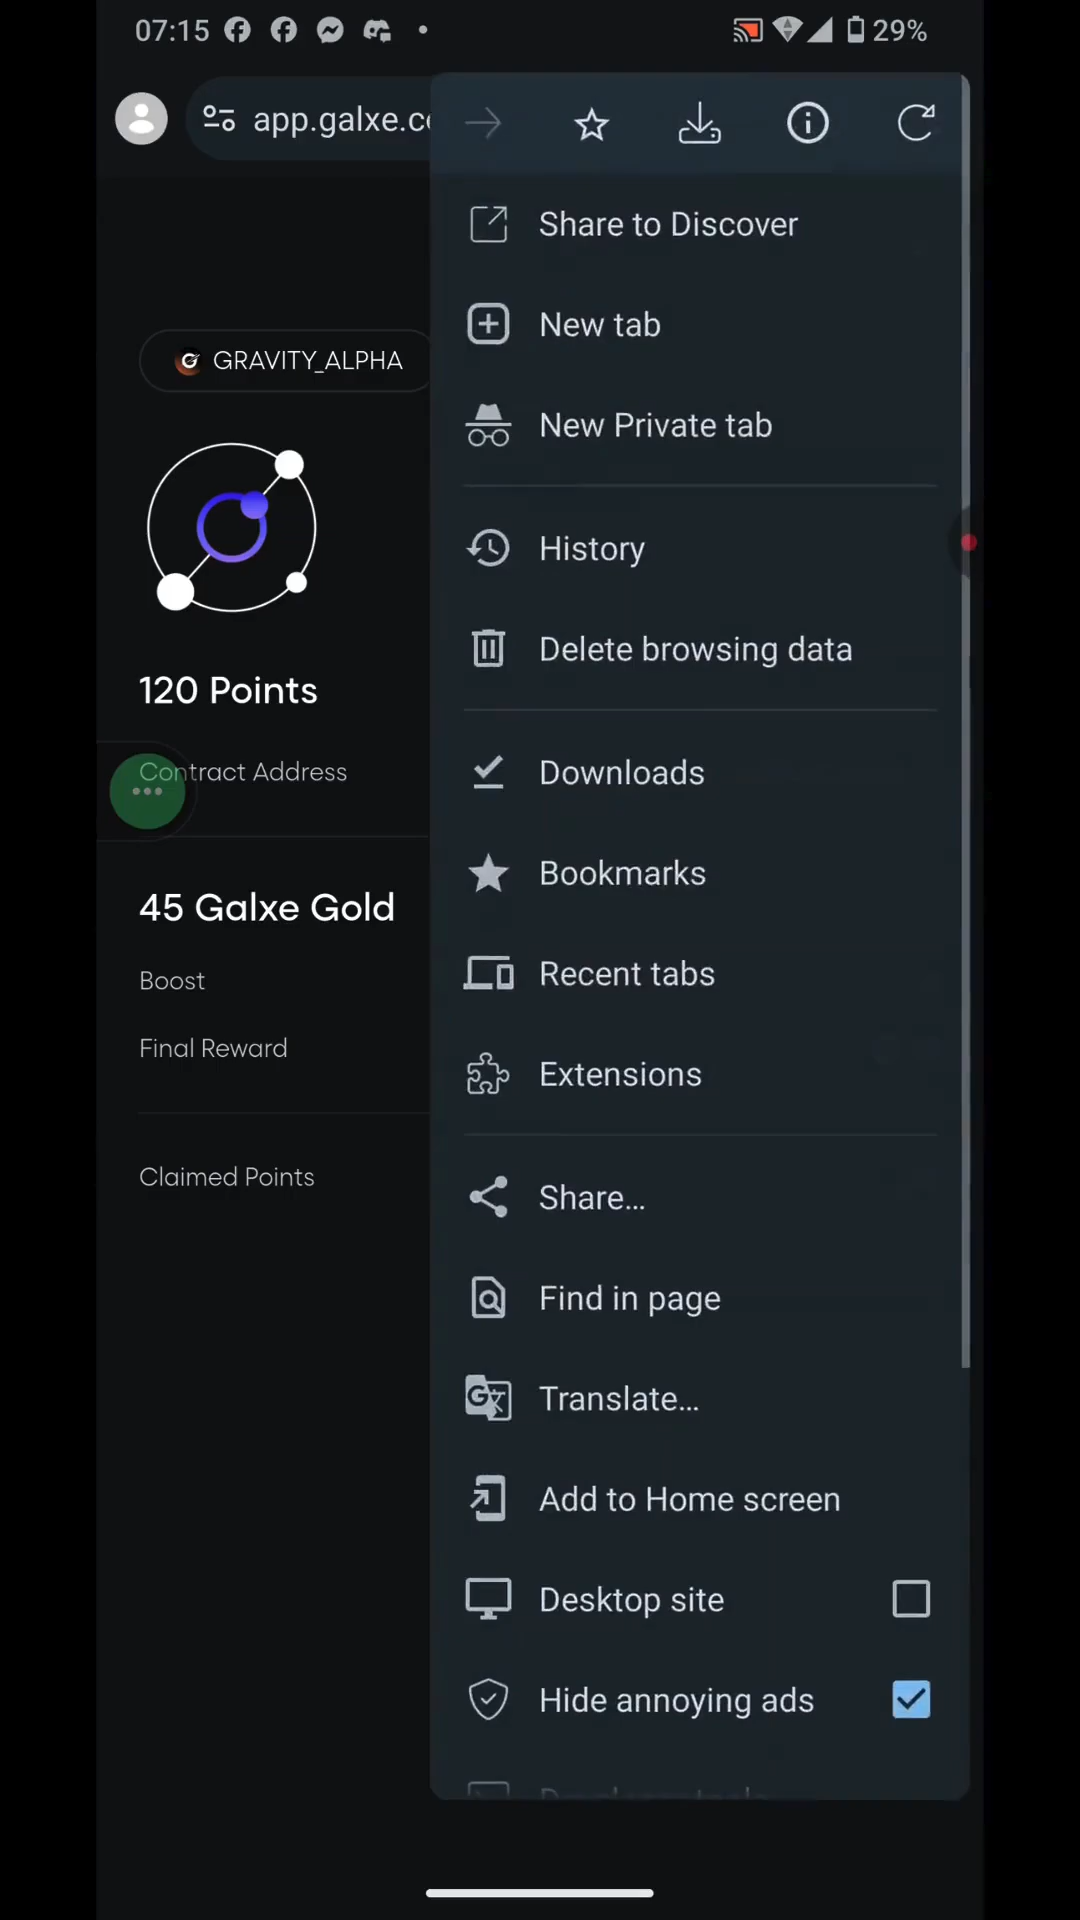 07:15
29%
app.galxe.c
Share to Discover
New tab
New Private tab
GRAVITY_ALPHA
History
Delete browsing data
120 Points
Contract Address
Downloads
Bookmarks
45 Galxe Gold
Boost
Recent tabs
Final Reward
Extensions
Claimed Points
Share...
Find in page
Translate...
Add to Home screen
Desktop site
Hide annoying ads